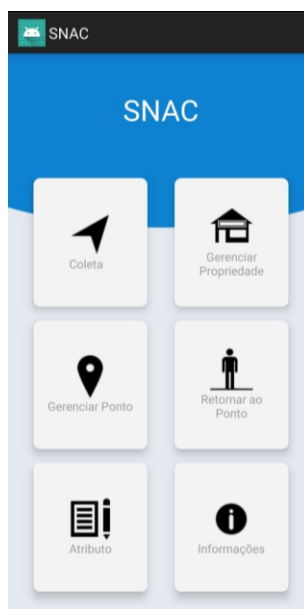 SNAC
SNAC
Coleta
Gerenciar
Propriedade
Gerenciar Ponto
Retornar ao
Ponto
Atributo
Informações